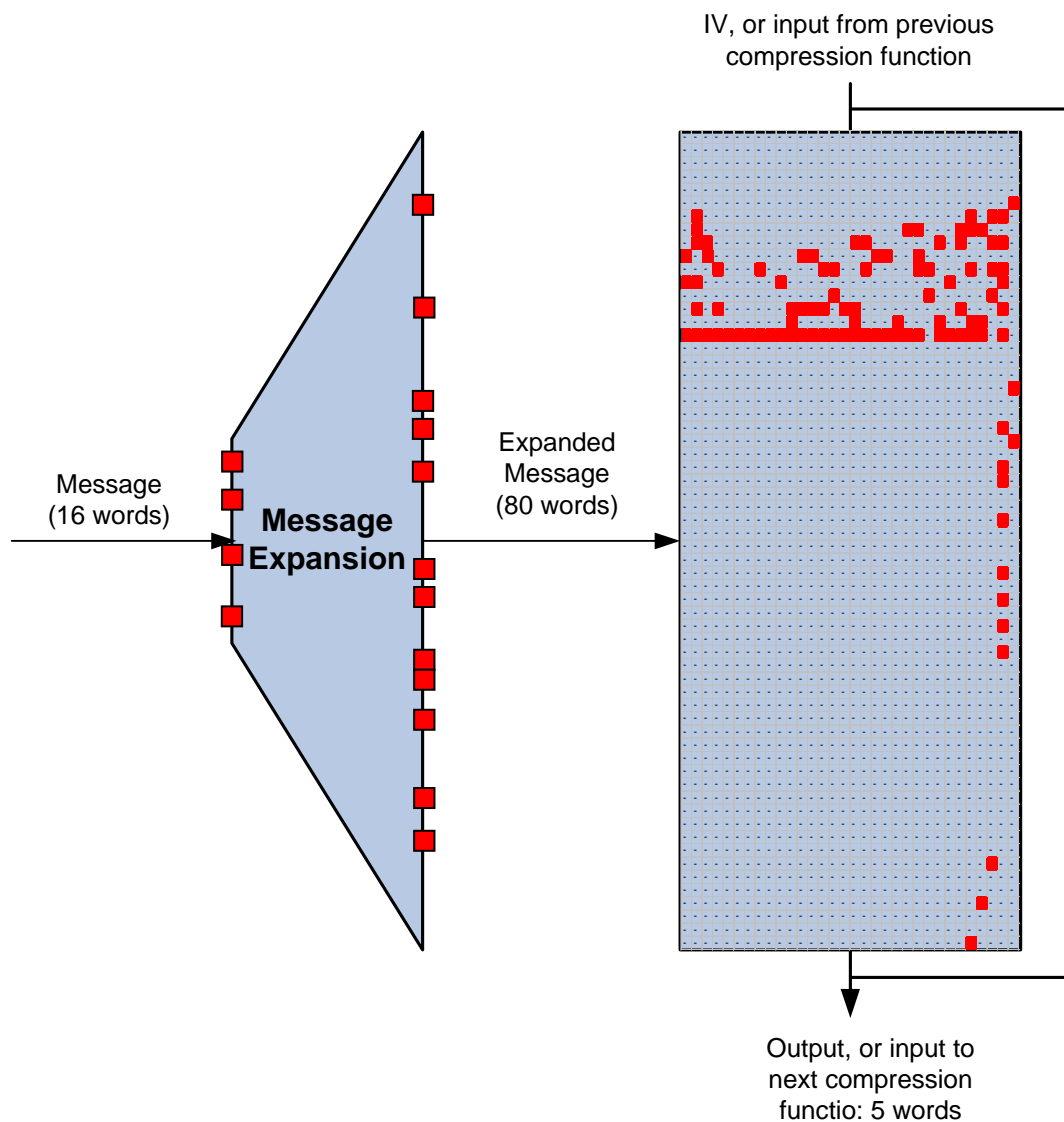 IV, or input from previous
compression function
Message
(16 words)
Message
Expansion
Expanded
Message
(80 words)
Output, or input to
next compression
functio: 5 words